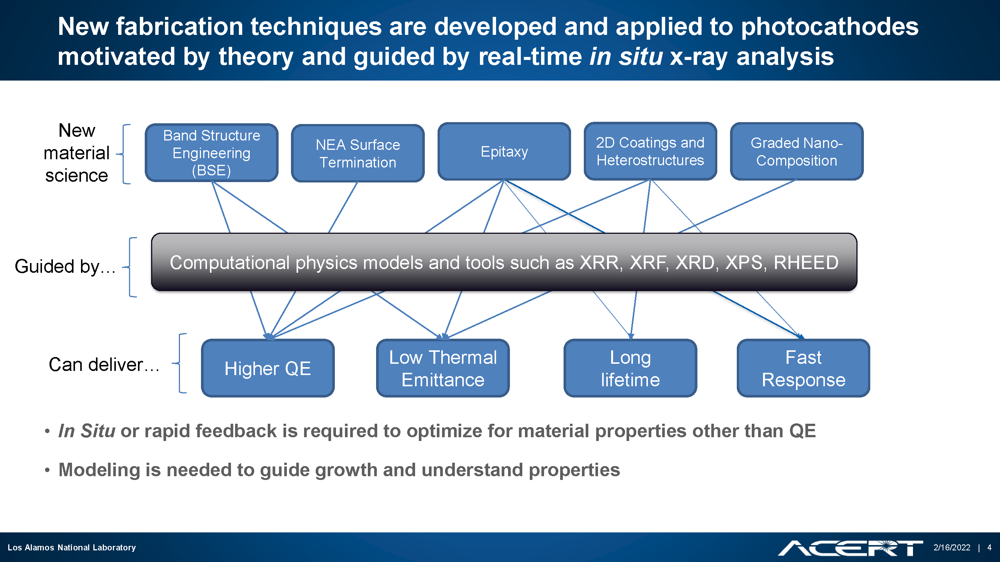 New fabrication techniques are developed and applied to photocathodes
motivated by theory and guided by real-time in situ x-ray analysis
New
material
science
Band Structure
Engineering
(BSE)
NEA Surface
Termination
Epitaxy
2D Coatings and
Heterostructures
Graded Nano-
Composition
Guided by…
Computational physics models and tools such as XRR, XRF, XRD, XPS, RHEED
Can deliver…
Higher QE
Low Thermal
Emittance
Long
lifetime
Fast
Response
• In Situ or rapid feedback is required to optimize for material properties other than QE
• Modeling is needed to guide growth and understand properties
Los Alamos National Laboratory
ACERT
2/16/2022 | 4